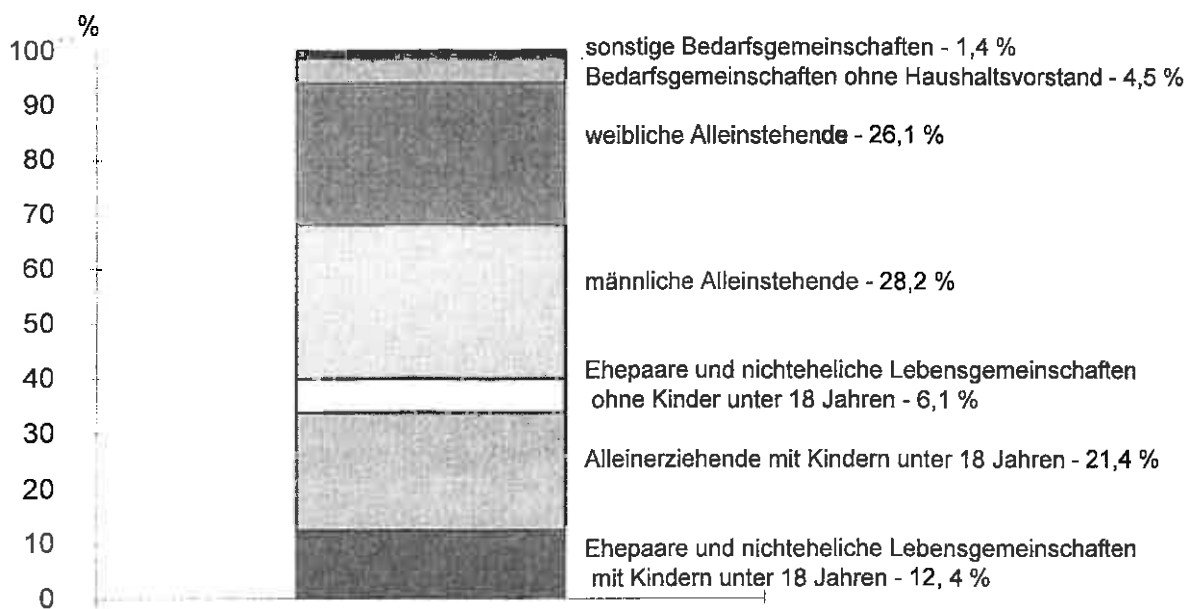 %
100
90
80
70
60
50
40
30
20
10
0
sonstige Bedarfsgemeinschaften - 1,4 %
Bedarfsgemeinschaften ohne Haushaltsvorstand - 4,5 %
weibliche Alleinstehende - 26,1 %
männliche Alleinstehende - 28,2 %
Ehepaare und nichteheliche Lebensgemeinschaften
ohne Kinder unter 18 Jahren - 6,1 %
Alleinerziehende mit Kindern unter 18 Jahren - 21,4 %
Ehepaare und nichteheliche Lebensgemeinschaften
mit Kindern unter 18 Jahren - 12, 4 %